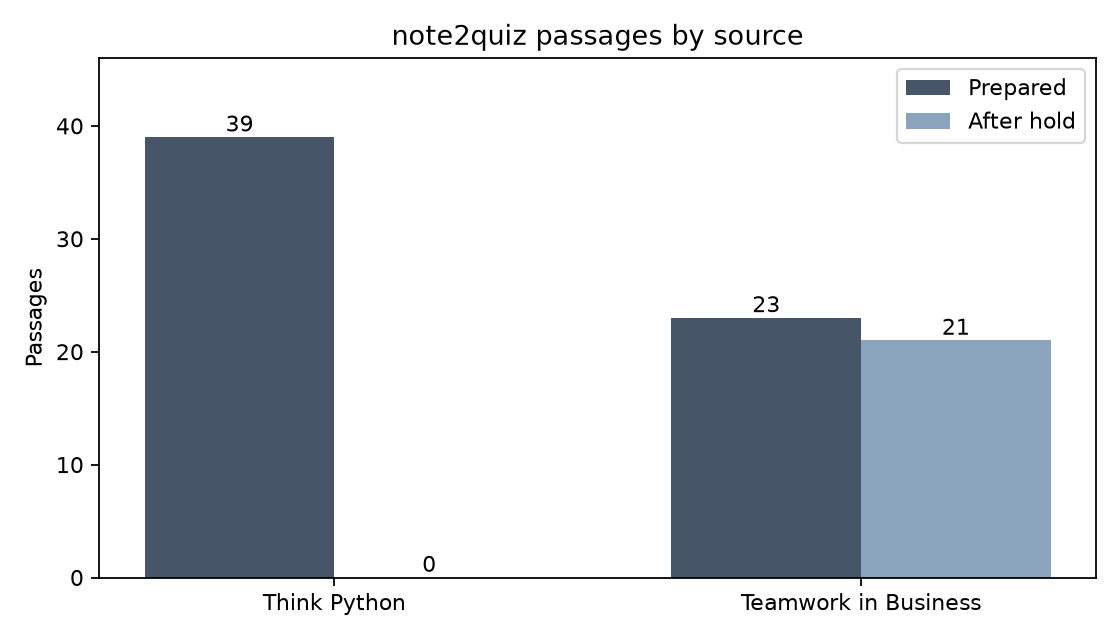 note2quiz passages by source
Prepared
After hold
Passages
40
30
20
10
0
39
0
23
21
Think Python
Teamwork in Business